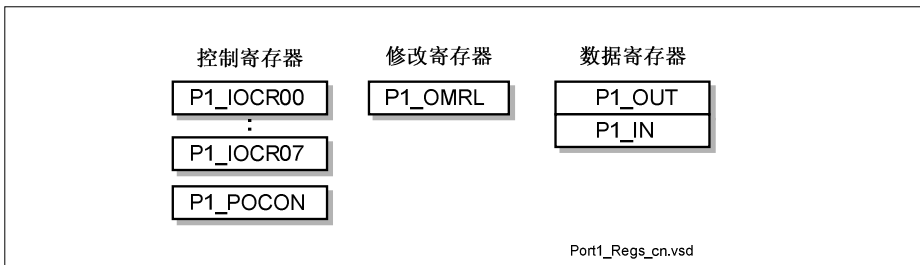 控制寄存器
P1_IOCR00
:
P1_IOCR07
P1_POCON
修改寄存器
P1_OMRL
数据寄存器
P1_OUT
P1_IN
Port1_Regs_cn.vsd